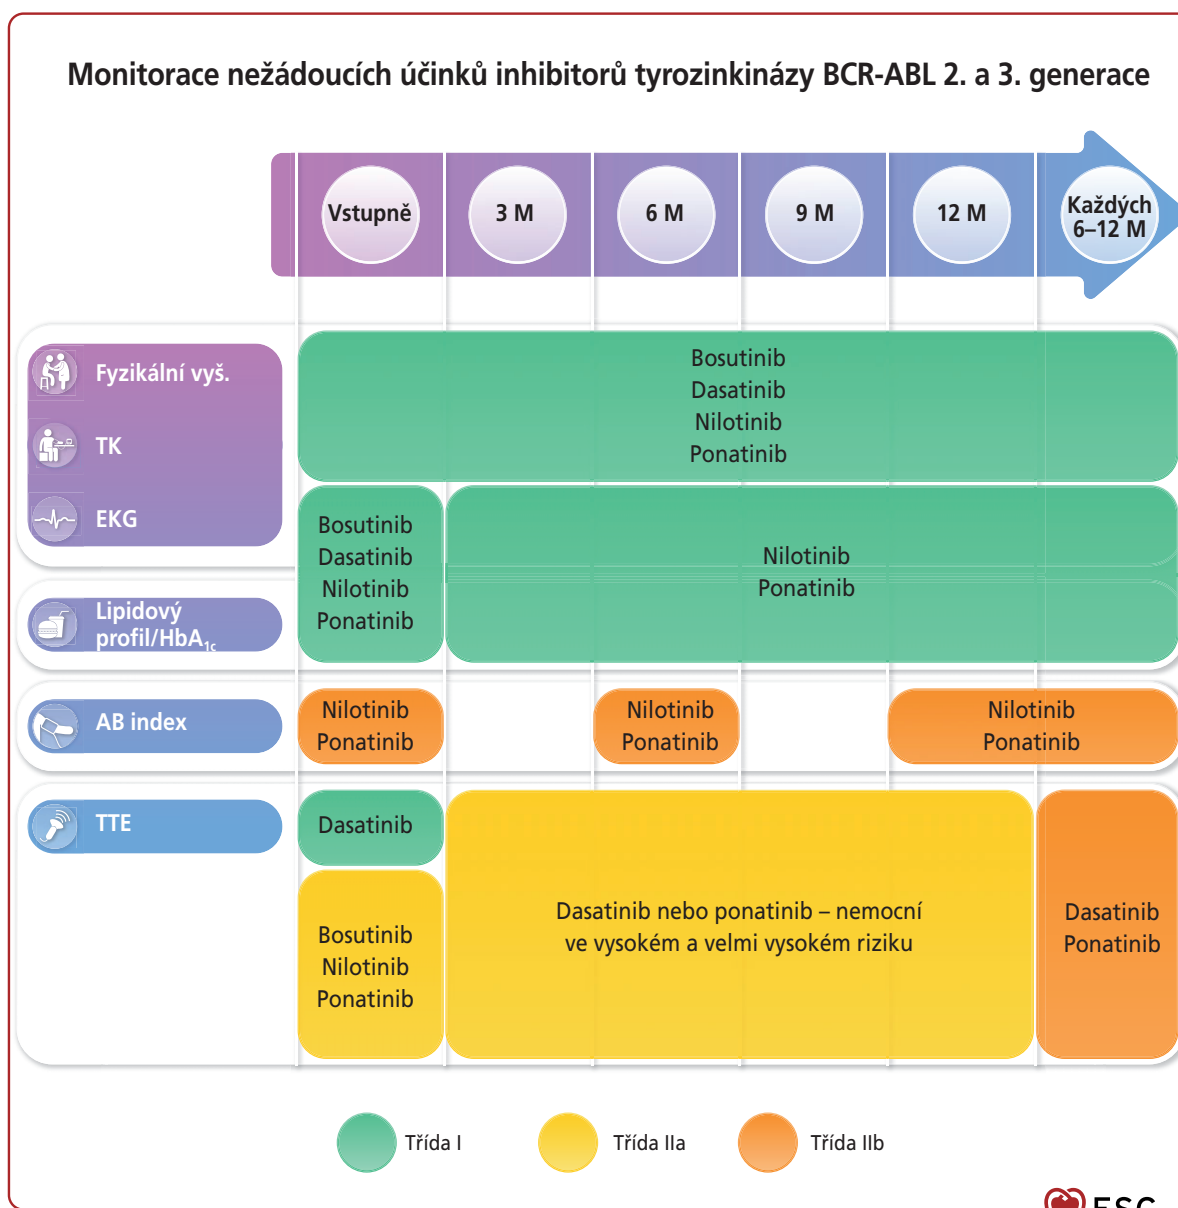 Monitorace nežádoucích účinků inhibitorů tyrozinkinázy BCR-ABL 2. a 3. generace
Vstupně
3 M
6 M
9 M
12 M
Každých
6–12 M
Fyzikální vyš.
TK
EKG
Bosutinib
Dasatinib
Nilotinib
Ponatinib
Bosutinib
Dasatinib
Nilotinib
Ponatinib
Nilotinib
Ponatinib
Lipidový
profil/HbA1c
AB index
Nilotinib
Ponatinib
Nilotinib
Ponatinib
Nilotinib
Ponatinib
TTE
Dasatinib
Bosutinib
Nilotinib
Ponatinib
Dasatinib nebo ponatinib – nemocní
ve vysokém a velmi vysokém riziku
Dasatinib
Ponatinib
Třída I
Třída IIa
Třída IIb
ESC